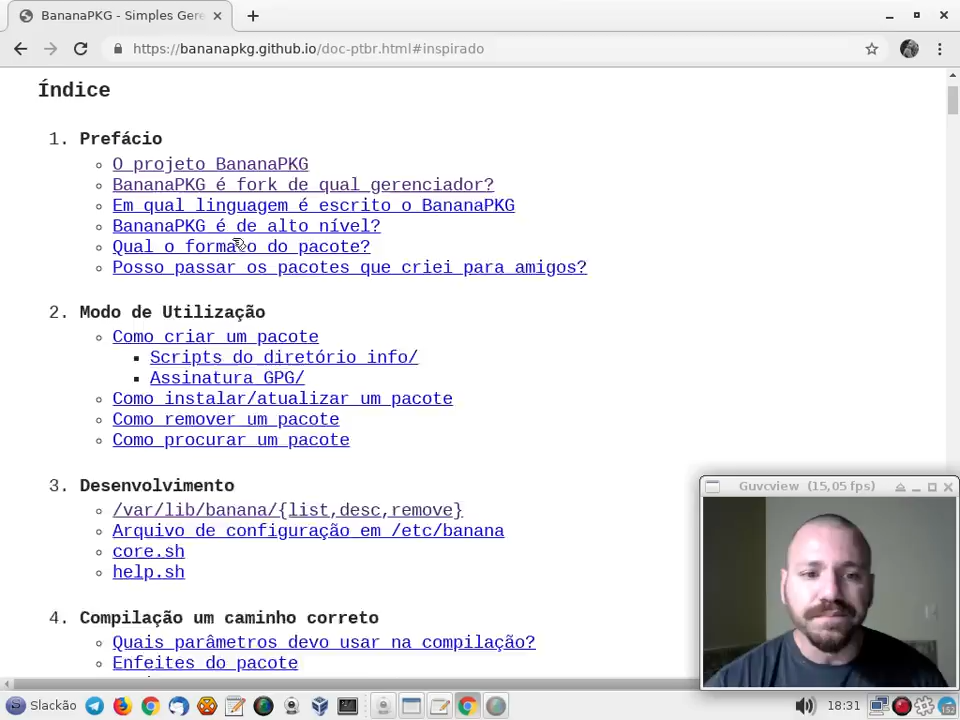 BananaPKG - Simples Gere
https://bananapkg.github.io/doc-ptbr.html#inspirado
Índice
1. Prefácio
O projeto BananaPKG
BananaPKG é fork de qual gerenciador?
Em qual linguagem é escrito o BananaPKG
BananaPKG é de alto nível?
Qual o formato do pacote?
Posso passar os pacotes que criei para amigos?
2. Modo de Utilização
Como criar um pacote
Scripts do diretório info/
Assinatura GPG/
Como instalar/atualizar um pacote
Como remover um pacote
Como procurar um pacote
3. Desenvolvimento
/var/lib/banana/{list,desc,remove}
Arquivo de configuração em /etc/banana
core.sh
help.sh
4. Compilação um caminho correto
Quais parâmetros devo usar na compilação?
Enfeites do pacote
Guvcview (15,05 fps)
Slackão
18:31
152